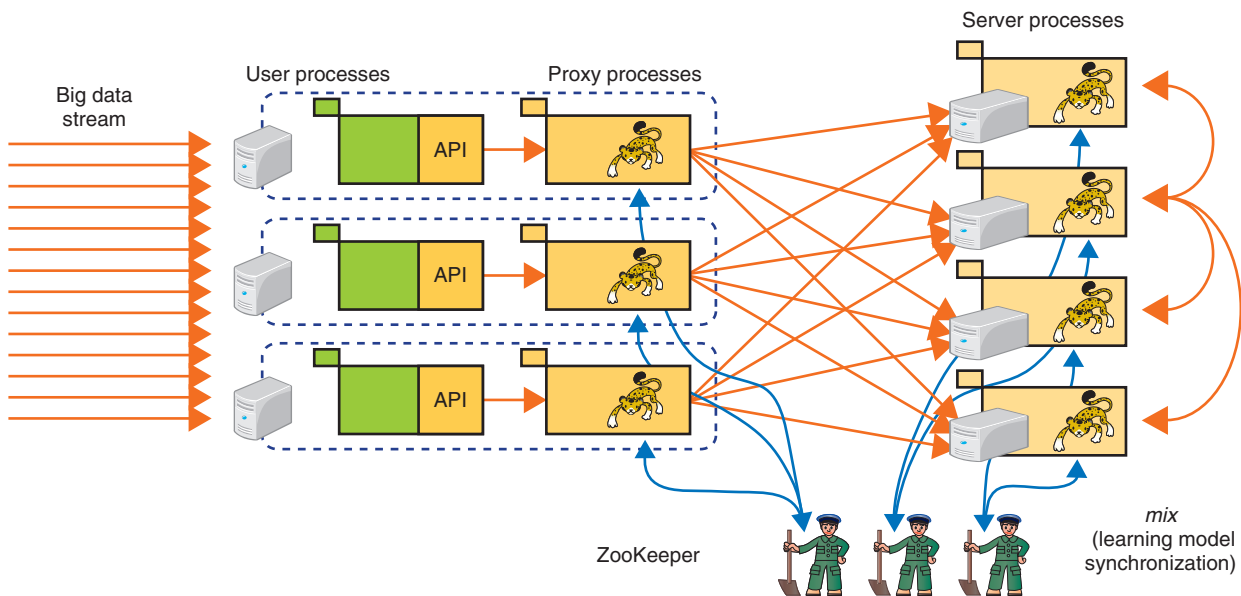 Server processes
User processes
Proxy processes
Big data
stream
API
API
API
ZooKeeper
mix
(learning model
synchronization)